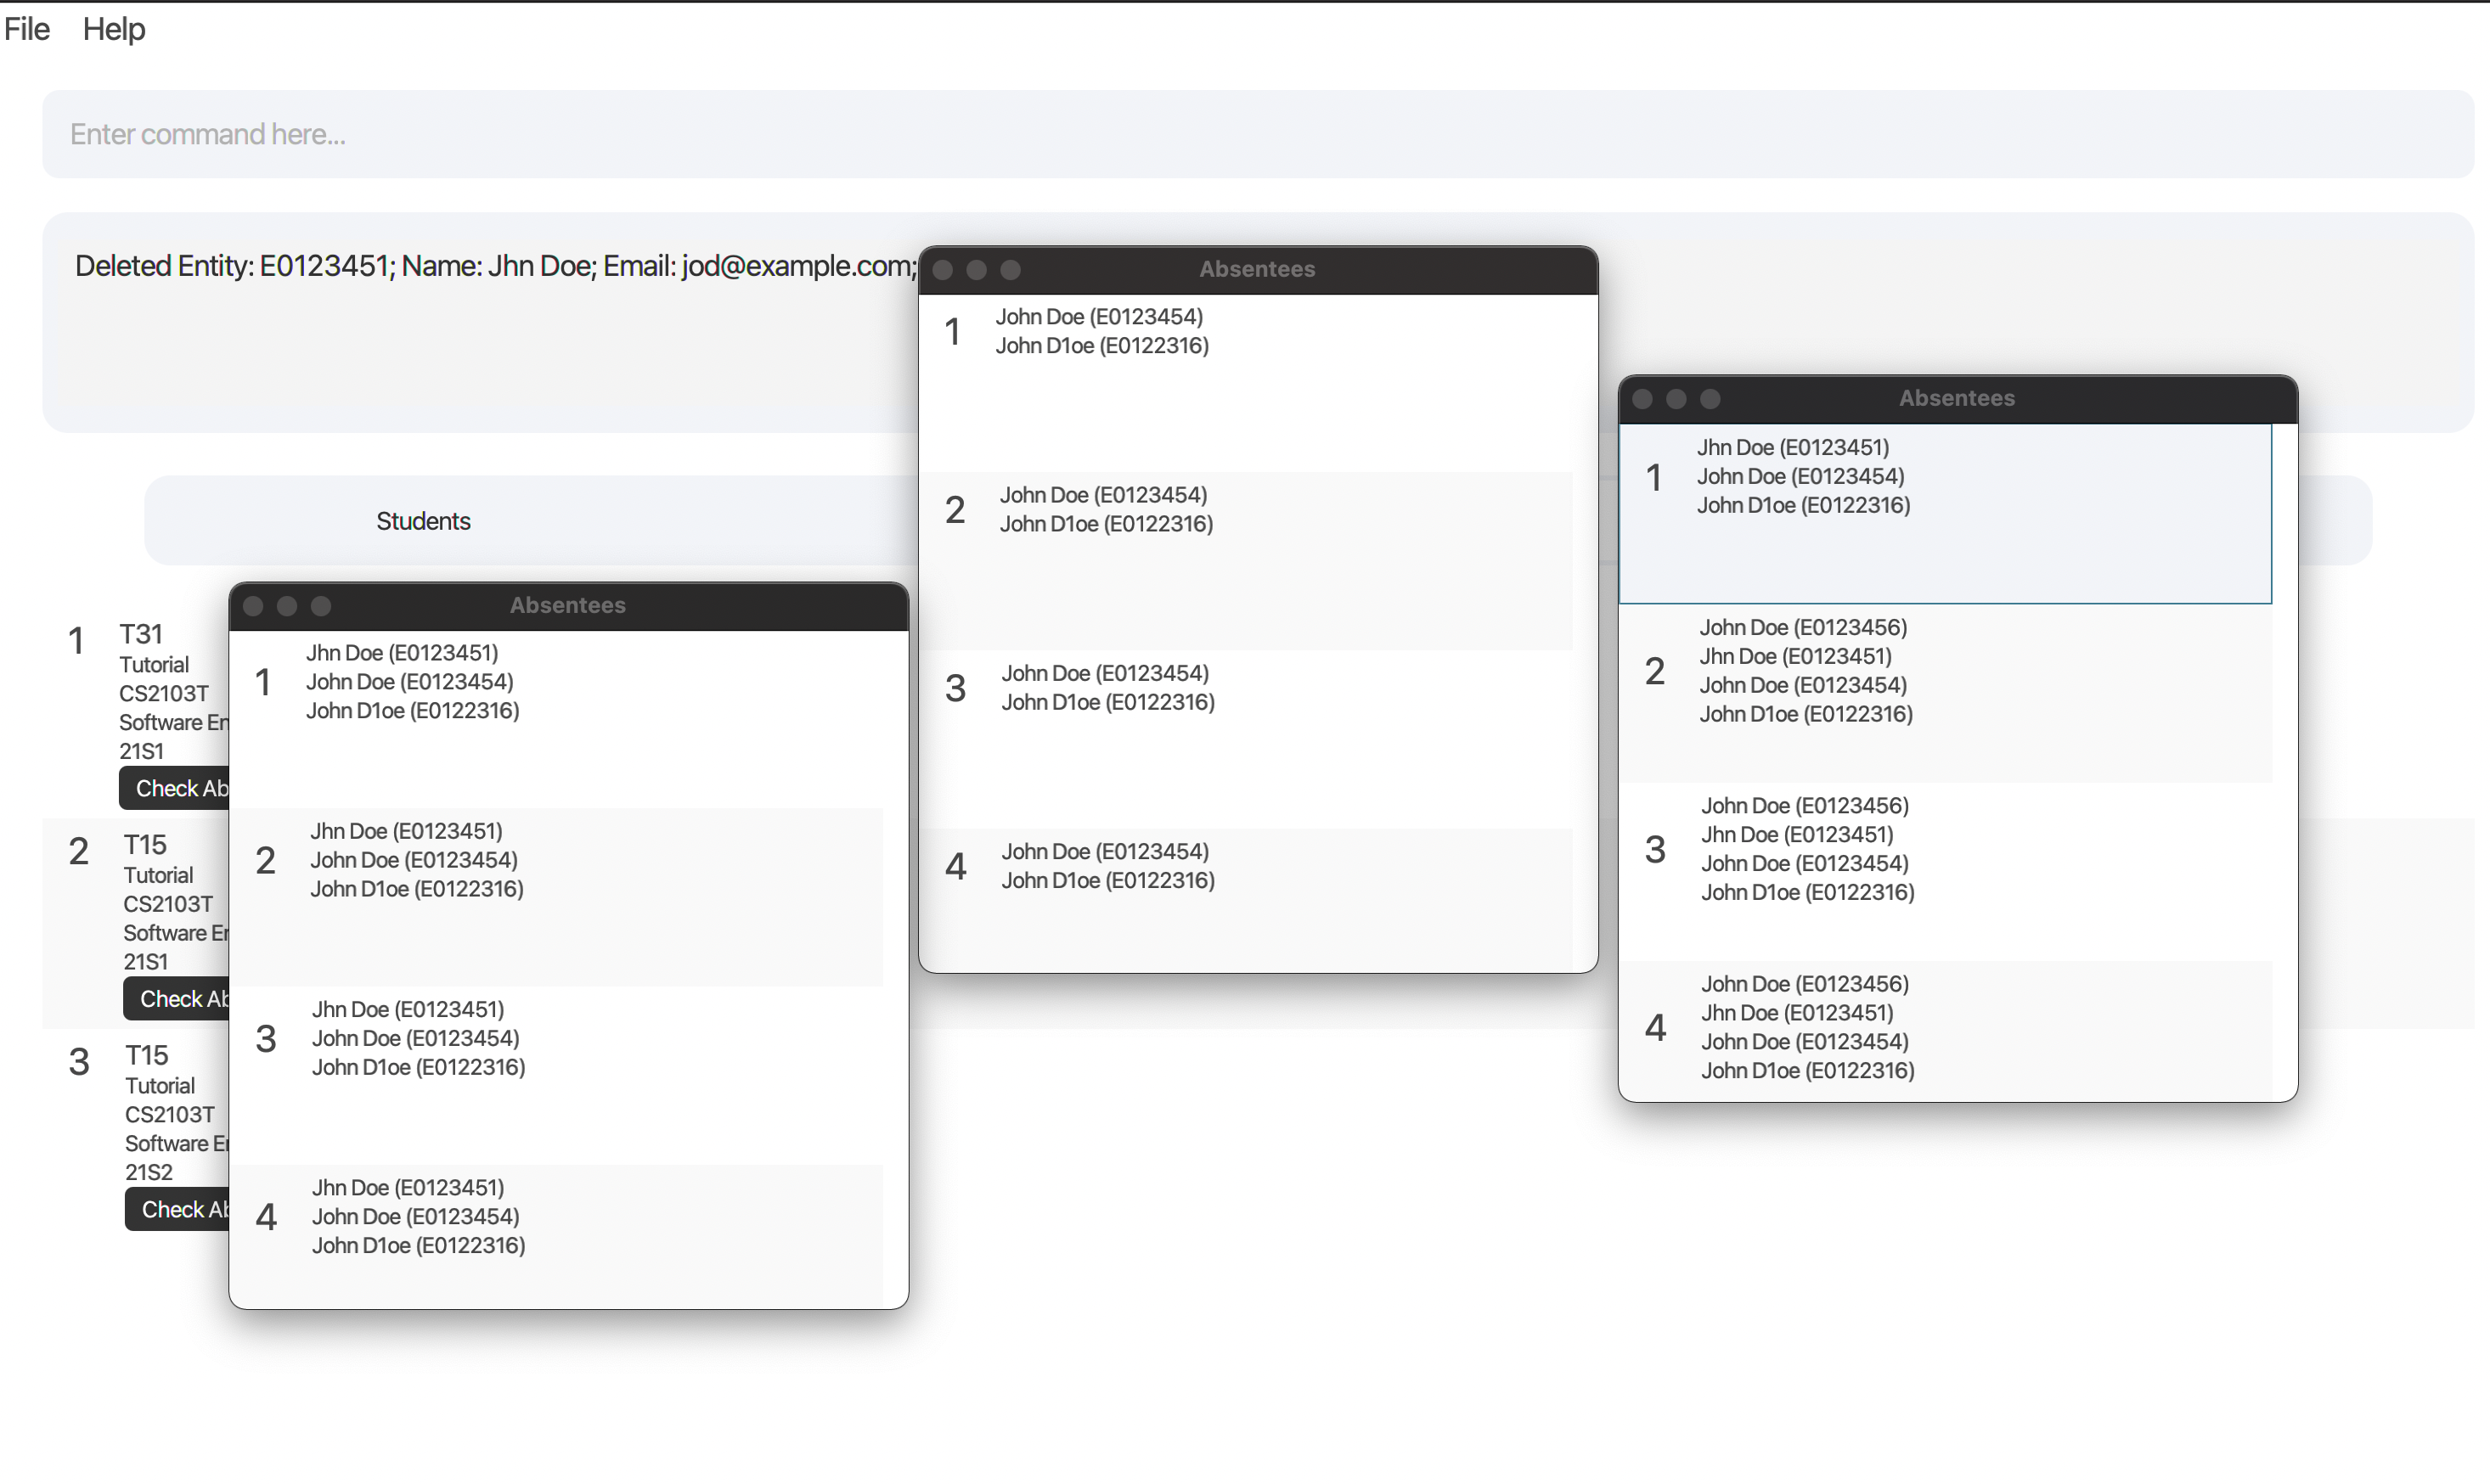 File Help
Enter command here...
Deleted Entity: E0123451; Name: Jhn Doe; Email: jod@example.com;
Students
1 T31
Tutorial
CS2103T
Software
21S1
Check
2 T15
Tutorial
CS2103T
Software
21S1
Check
3 T15
Tutorial
CS2103T
Software
21S2
Check
Absentees
1 Jhn Doe (E0123451)
John Doe (E0123454)
John D1oe (E0122316)
2 Jhn Doe (E0123451)
John Doe (E0123454)
John D1oe (E0122316)
3 Jhn Doe (E0123451)
John Doe (E0123454)
John D1oe (E0122316)
4 Jhn Doe (E0123451)
John Doe (E0123454)
John D1oe (E0122316)
Absentees
1 John Doe (E0123454)
John D1oe (E0122316)
2 John Doe (E0123454)
John D1oe (E0122316)
3 John Doe (E0123454)
John D1oe (E0122316)
4 John Doe (E0123454)
John D1oe (E0122316)
Absentees
1 Jhn Doe (E0123451)
John Doe (E0123454)
John D1oe (E0122316)
2 John Doe (E0123456)
Jhn Doe (E0123451)
John Doe (E0123454)
John D1oe (E0122316)
3 John Doe (E0123456)
Jhn Doe (E0123451)
John Doe (E0123454)
John D1oe (E0122316)
4 John Doe (E0123456)
Jhn Doe (E0123451)
John Doe (E0123454)
John D1oe (E0122316)